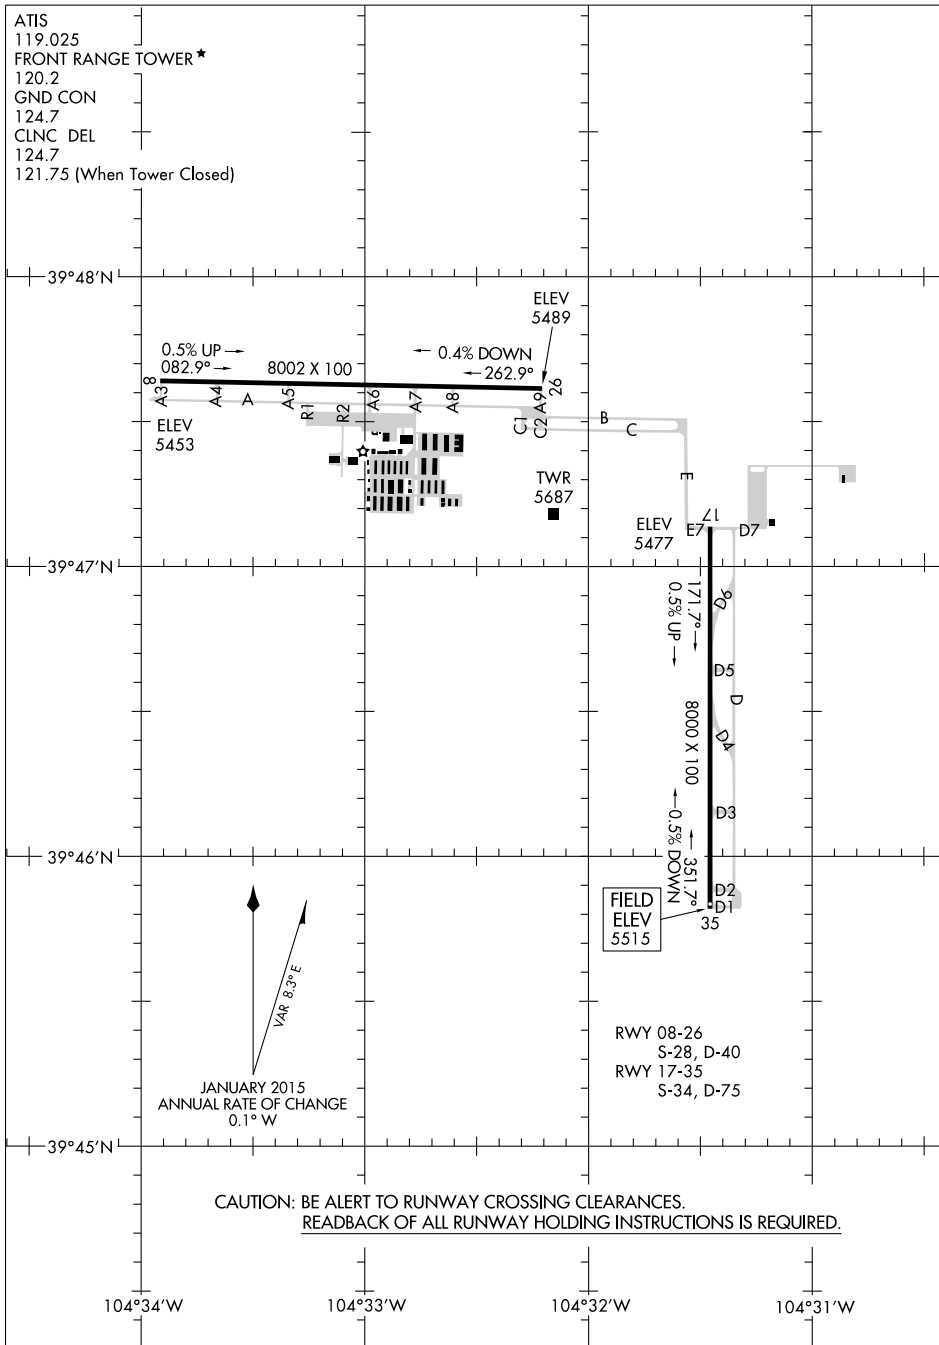 ATIS
119.025
FRONT RANGE TOWER★
120.2
GND CON
124.7
CLNC DEL
124.7
121.75 (When Tower Closed)
39°48'N
ELEV
5489
0.5% UP →
← 0.4% DOWN
082.9° →
8002 X 100
← 262.9°
8
26
A3
A4
A
A5
R1
R2
A6
A7
A8
C1
C2
A9
B
C
ELEV
5453
E
TWR
5687
ELEV
5477
E7
17
D7
39°47'N
171.7° →
0.5% UP →
D6
D5
D
8000 X 100
D4
D3
← 0.5% DOWN
351.7° →
39°46'N
D2
D1
35
FIELD
ELEV
5515
VAR 8.3° E
JANUARY 2015
ANNUAL RATE OF CHANGE
0.1° W
RWY 08-26
S-28, D-40
RWY 17-35
S-34, D-75
39°45'N
CAUTION: BE ALERT TO RUNWAY CROSSING CLEARANCES.
READBACK OF ALL RUNWAY HOLDING INSTRUCTIONS IS REQUIRED.
104°34'W
104°33'W
104°32'W
104°31'W